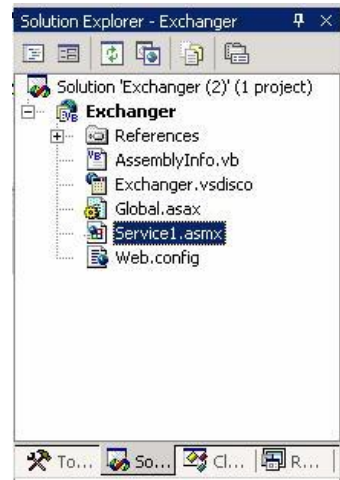 Solution Explorer - Exchanger
Solution 'Exchanger (2)' (1 project)
Exchanger
References
AssemblyInfo.vb
Exchanger.vsdisco
Global.asax
Service1.asmx
Web.config
To... So... Cl... R...